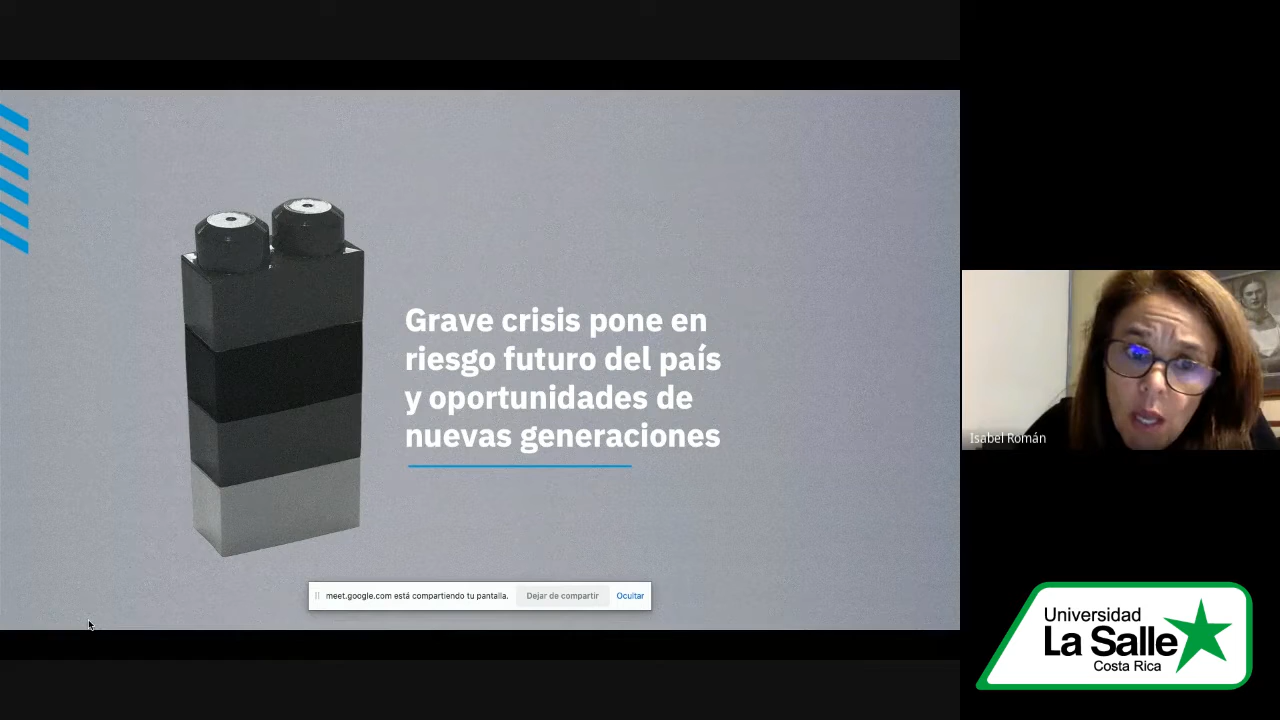 Grave crisis pone en
riesgo futuro del país
y oportunidades de
nuevas generaciones
meet.google.com está compartiendo tu pantalla. Dejar de compartir Ocultar
Isabel Román
Universidad
La Salle
Costa Rica